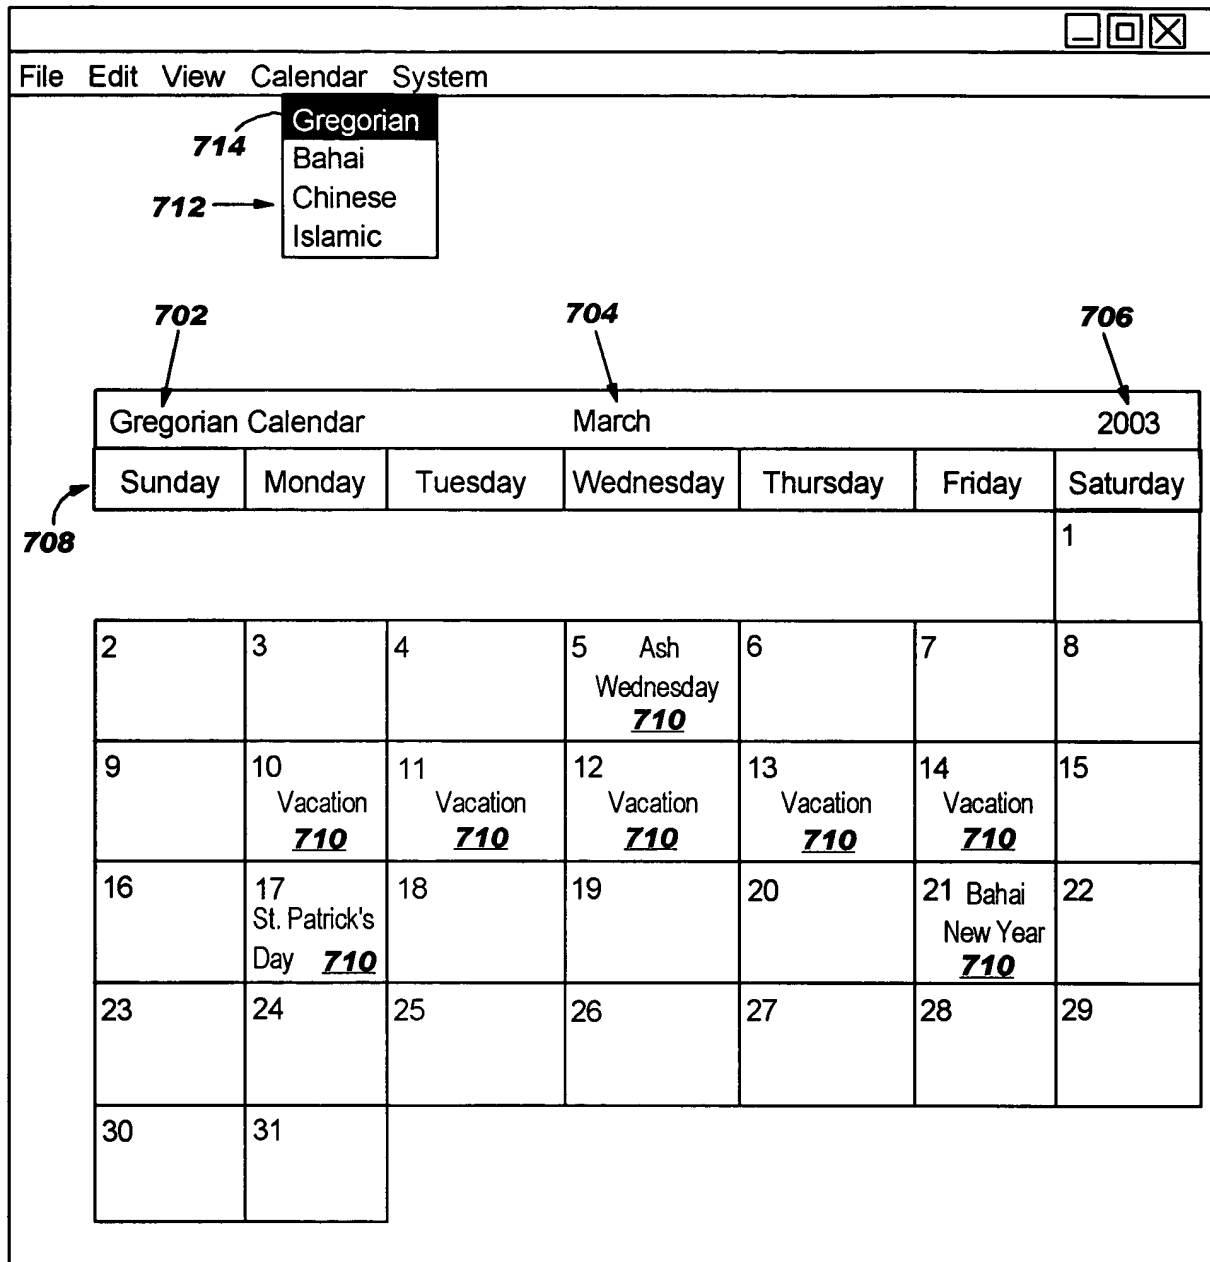 File Edit View Calendar System
Gregorian
714
Bahai
712
Chinese
Islamic
702 704 706
Gregorian Calendar March 2003
Sunday Monday Tuesday Wednesday Thursday Friday Saturday
708
1
2 3 4 5 Ash 6 7 8
Wednesday
710
9 10 11 12 13 14 15
Vacation Vacation Vacation Vacation Vacation
710 710 710 710 710
16 17 18 19 20 21 Bahai 22
St. Patrick's New Year
Day 710 710
23 24 25 26 27 28 29
30 31